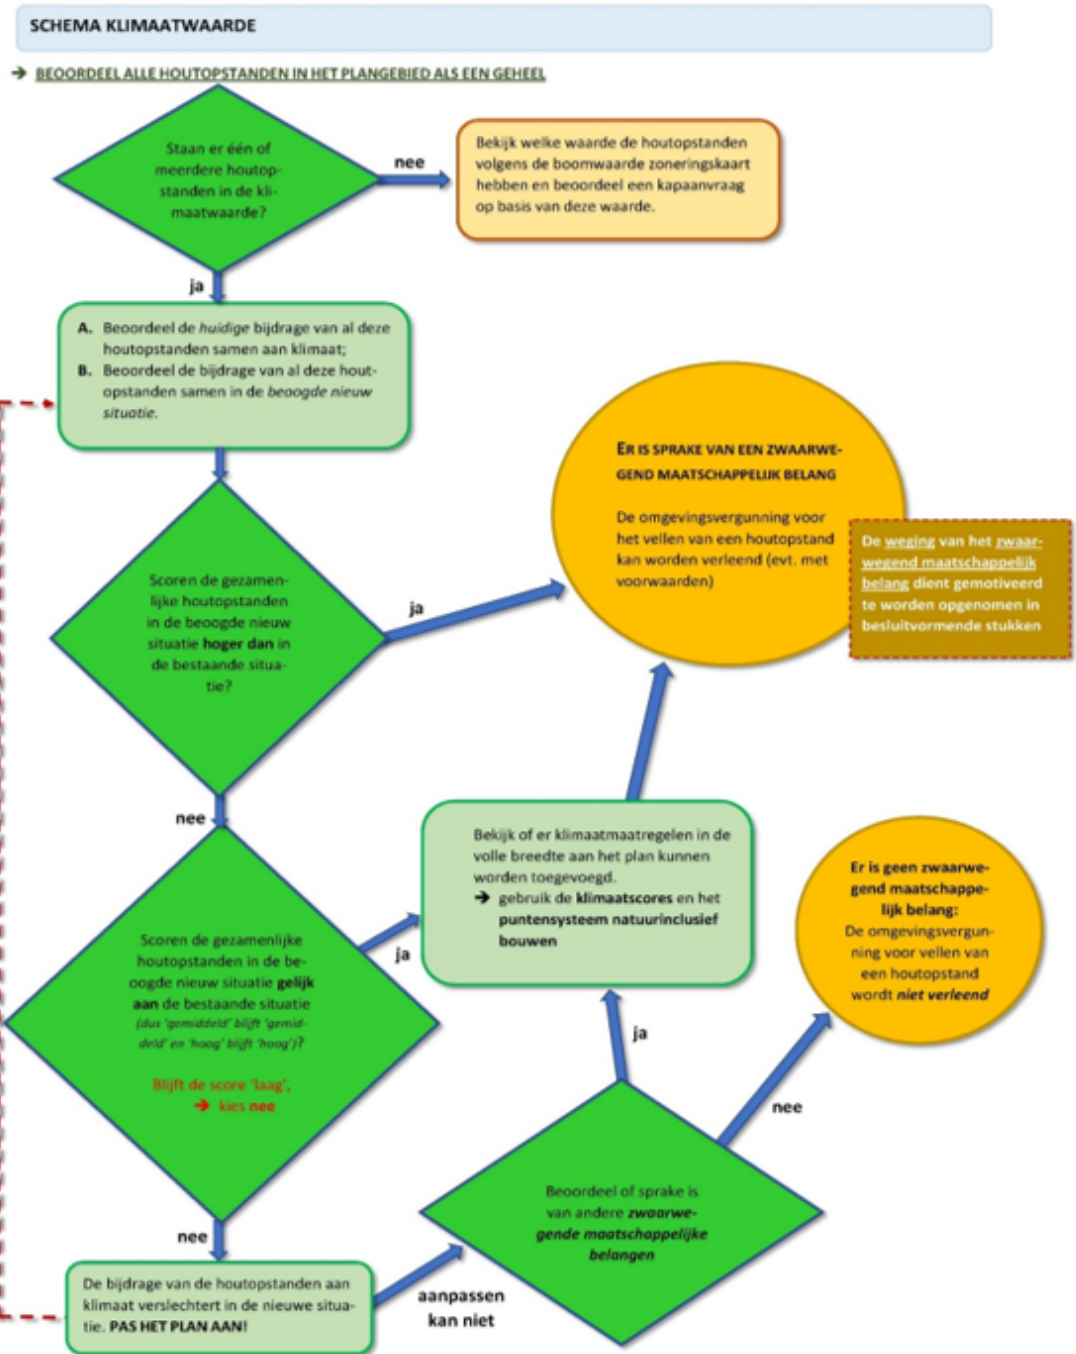 SCHEMA KLIMAATWAARDE
➔ BEOORDEEL ALLE HOUTOPSTANDEN IN HET PLANGEBIED ALS EEN GEHEEL
Staan er één of
meerdere houtop-
standen in de kli-
maatwaarde?
nee
Bekijk welke waarde de houtopstanden
volgens de boomwaarde zoneringskaart
hebben en beoordeel een kapaanvraag
op basis van deze waarde.
ja
A. Beoordeel de huidige bijdrage van al deze
houtopstanden samen aan klimaat;
B. Beoordeel de bijdrage van al deze hout-
opstanden samen in de beoogde nieuw
situatie.
ER IS SPRAKE VAN EEN ZWAARWE-
GEND MAATSCHAPPELIJK BELANG
De omgevingsvergunning voor
het vellen van een houtopstand
kan worden verleend (evt. met
voorwaarden)
De weging van het zwaar-
wegend maatschappelijk
belang dient gemotiveerd
te worden opgenomen in
besluitvormende stukken
Scoren de gezamen-
lijke houtopstanden
in de beoogde nieuw
situatie hoger dan in
de bestaande situa-
tie?
ja
nee
Scoren de gezamenlijke
houtopstanden in de be-
oogde nieuw situatie gelijk
aan de bestaande situatie
(dus 'gemiddeld' blijft 'gemid-
deld' en 'hoog' blijft 'hoog')?
Blijft de score 'laag',
➔ kies nee
ja
Bekijk of er klimaatmaatregelen in de
volle breedte aan het plan kunnen
worden toegevoegd.
➔ gebruik de klimaatscores en het
puntensysteem natuurinclusief
bouwen
Er is geen zwaarwe-
gend maatschappe-
lijk belang:
De omgevingsvergun-
ning voor vellen van
een houtopstand
wordt niet verleend
ja
nee
Beoordeel of sprake is
van andere zwaarwe-
gende maatschappelijke
belangen
nee
De bijdrage van de houtopstanden aan
klimaat verslechtert in de nieuwe situa-
tie. PAS HET PLAN AAN!
aanpassen
kan niet